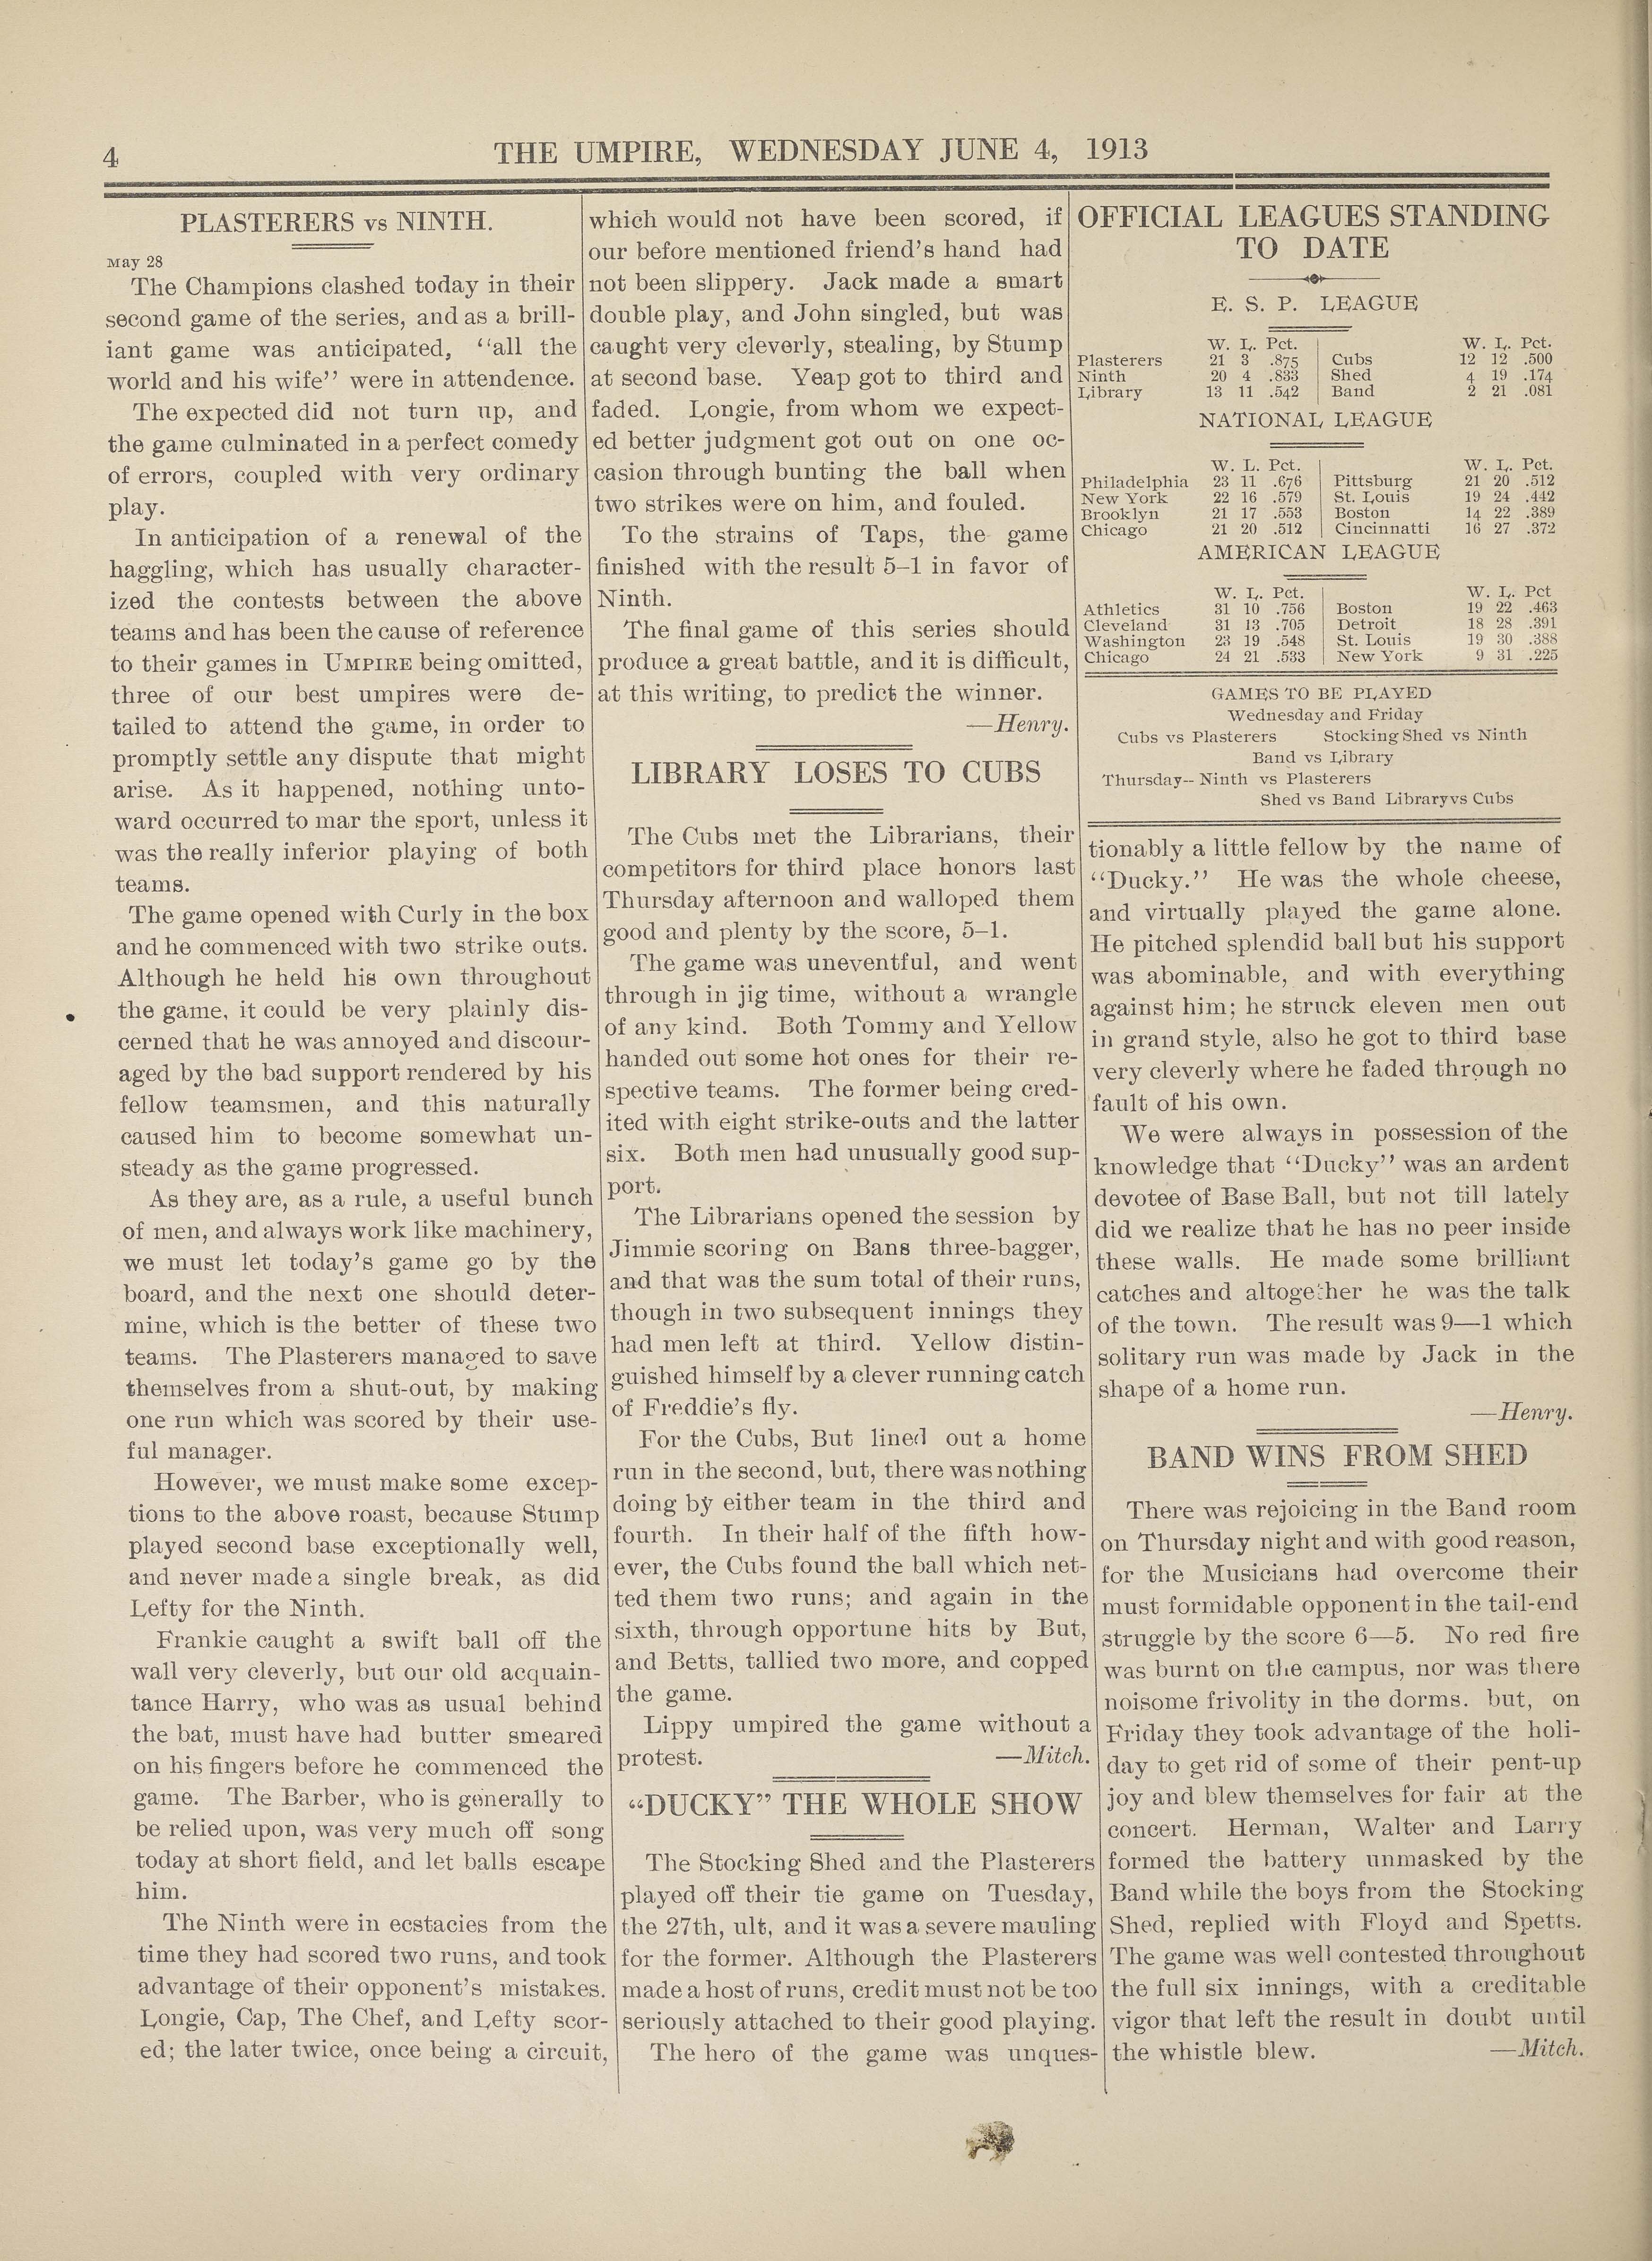 4
THE UMPIRE, WEDNESDAY JUNE 4, 1913
PLASTERERS vs NINTH.
May 28
The Champions clashed today in their
second game of the series, and as a brill-
iant game was anticipated, ‘‘all the
world and his wife’’ were in attendence.
The expected did not turn up, and
the game culminated in a perfect comedy
of errors, coupled with very ordinary
play.
In anticipation of a renewal of the
haggling, which has usually character-
ized the contests between the above
teams and has been the cause of reference
to their games in UMPIRE being omitted,
three of our best umpires were de-
tailed to attend the game, in order to
promptly settle any dispute that might
arise. As it happened, nothing unto-
ward occurred to mar the sport, unless it
was the really inferior playing of both
teams.
The game opened with Curly in the box
and he commenced with two strike outs.
Although he held his own throughout
the game, it could be very plainly dis-
cerned that he was annoyed and discour-
aged by the bad support rendered by his
fellow teamsmen, and this naturally
caused him to become somewhat un-
steady as the game progressed.
As they are, as a rule, a useful bunch
of men, and always work like machinery,
we must let today's game go by the
board, and the next one should deter-
mine, which is the better of these two
teams. The Plasterers managed to save
themselves from a shut-out, by making
one run which was scored by their use-
ful manager.
However, we must make some excep-
tions to the above roast, because Stump
played second base exceptionally well,
and never made a single break, as did
Lefty for the Ninth.
Frankie caught a swift ball off the
wall very cleverly, but our old acquain-
tance Harry, who was as usual behind
the bat, must have had butter smeared
on his fingers before he commenced the
game. The Barber, who is generally to
be relied upon, was very much off song
today at short field, and let balls escape
him.
The Ninth were in ecstacies from the
time they had scored two runs, and took
advantage of their opponent's mistakes.
Longie, Cap, The Chef, and Lefty scor-
ed; the later twice, once being a circuit,
which would not have been scored, if
our before mentioned friend's hand had
not been slippery. Jack made a smart
double play, and John singled, but was
caught very cleverly, stealing, by Stump
at second base. Yeap got to third and
faded. Longie, from whom we expect-
ed better judgment got out on one oc-
casion through bunting the ball when
two strikes were on him, and fouled.
To the strains of Taps, the game
finished with the result 5–1 in favor of
Ninth.
The final game of this series should
produce a great battle, and it is difficult,
at this writing, to predict the winner.
—Henry.
LIBRARY LOSES TO CUBS
The Cubs met the Librarians, their
competitors for third place honors last
Thursday afternoon and walloped them
good and plenty by the score, 5–1.
The game was uneventful, and went
through in jig time, without a wrangle
of any kind. Both Tommy and Yellow
handed out some hot ones for their re-
spective teams. The former being cred-
ited with eight strike-outs and the latter
six. Both men had unusually good sup-
port.
The Librarians opened the session by
Jimmie scoring on Bans three-bagger,
and that was the sum total of their runs,
though in two subsequent innings they
had men left at third. Yellow distin-
guished himself by a clever running catch
of Freddie's fly.
For the Cubs, But lined out a home
run in the second, but, there was nothing
doing by either team in the third and
fourth. In their half of the fifth how-
ever, the Cubs found the ball which net-
ted them two runs; and again in the
sixth, through opportune hits by But,
and Betts, tallied two more, and copped
the game.
Lippy umpired the game without a
protest. —Mitch.
“DUCKY” THE WHOLE SHOW
The Stocking Shed and the Plasterers
played off their tie game on Tuesday,
the 27th, ult, and it was a severe mauling
for the former. Although the Plasterers
made a host of runs, credit must not be too
seriously attached to their good playing.
The hero of the game was unques-
OFFICIAL LEAGUES STANDING
TO DATE
E. S. P. LEAGUE
W. L. Pct. W. L. Pct.
Plasterers 21 3 .875 Cubs 12 12 .500
Ninth 20 4 .833 Shed 4 19 .174
Library 13 11 .542 Band 2 21 .081
NATIONAL LEAGUE
W. L. Pct. W. L. Pct.
Philadelphia 23 11 .676 Pittsburg 21 20 .512
New York 22 16 .579 St. Louis 19 24 .442
Brooklyn 21 17 .553 Boston 14 22 .389
Chicago 21 20 .512 Cincinnatti 16 27 .372
AMERICAN LEAGUE
W. L. Pct. W. L. Pct
Athletics 31 10 .756 Boston 19 22 .463
Cleveland 31 13 .705 Detroit 18 28 .391
Washington 23 19 .548 St. Louis 19 30 .388
Chicago 24 21 .533 New York 9 31 .225
GAMES TO BE PLAYED
Wednesday and Friday
Cubs vs Plasterers Stocking Shed vs Ninth
Band vs Library
Thursday-- Ninth vs Plasterers
Shed vs Band Library vs Cubs
tionably a little fellow by the name of
‘‘Ducky.’’ He was the whole cheese,
and virtually played the game alone.
He pitched splendid ball but his support
was abominable, and with everything
against him; he struck eleven men out
in grand style, also he got to third base
very cleverly where he faded through no
fault of his own.
We were always in possession of the
knowledge that ‘‘Ducky’’ was an ardent
devotee of Base Ball, but not till lately
did we realize that he has no peer inside
these walls. He made some brilliant
catches and altogether he was the talk
of the town. The result was 9—1 which
solitary run was made by Jack in the
shape of a home run.
—Henry.
BAND WINS FROM SHED
There was rejoicing in the Band room
on Thursday night and with good reason,
for the Musicians had overcome their
must formidable opponent in the tail-end
struggle by the score 6—5. No red fire
was burnt on the campus, nor was there
noisome frivolity in the dorms. but, on
Friday they took advantage of the holi-
day to get rid of some of their pent-up
joy and blew themselves for fair at the
concert. Herman, Walter and Larry
formed the battery unmasked by the
Band while the boys from the Stocking
Shed, replied with Floyd and Spetts.
The game was well contested throughout
the full six innings, with a creditable
vigor that left the result in doubt until
the whistle blew. —Mitch.